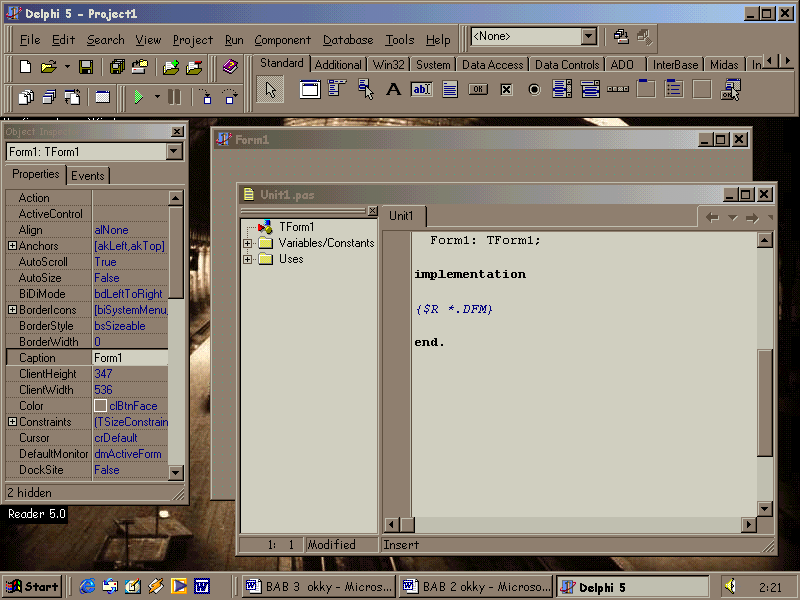 Delphi 5 - Project1
File Edit Search View Project Run Component Database Tools Help <None>
Standard Additional Win32 System Data Access Data Controls ADO InterBase Midas In
A ab OK
Object Inspector
Form1: TForm1
Properties Events
Action
ActiveControl
Align alNone
Anchors [akLeft,akTop]
AutoScroll True
AutoSize False
BiDiMode bdLeftToRight
BorderIcons [biSystemMenu,
BorderStyle bsSizeable
BorderWidth 0
Caption Form1
ClientHeight 347
ClientWidth 536
Color clBtnFace
Constraints (TSizeConstrain
Cursor crDefault
DefaultMonitor dmActiveForm
DockSite False
2 hidden
Reader 5.0
Form1
Unit1.pas
TForm1
Variables/Constants
Uses
Unit1
Form1: TForm1;
implementation
{$R *.DFM}
end.
1: 1 Modified Insert
Start W BAB 3 okky - Micros... BAB 2 okky - Microso... Delphi 5 2:21